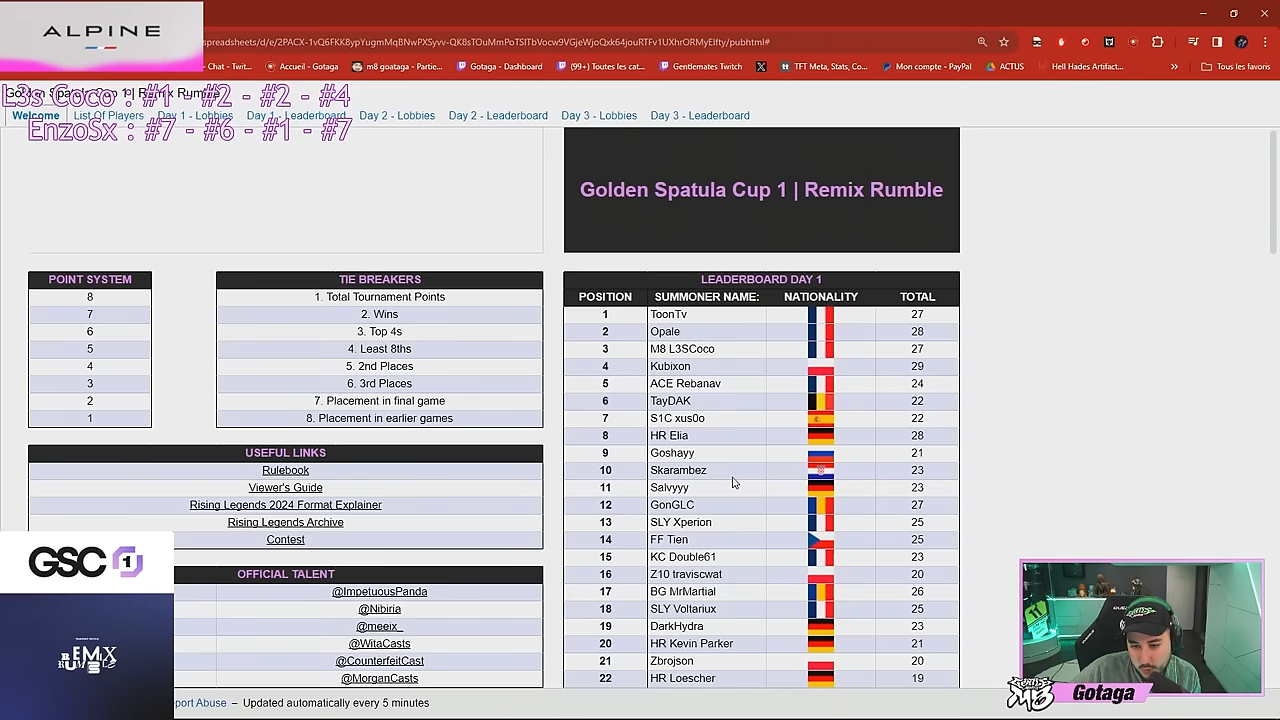 ALPINE
spreadsheets/d/e/2PACX-1vQ6FKK8ypYugmMqBNwPXSyvv-QK8sTOuMmPoTSlTbVocw9VGjeWjoQxk64jouRTFv1UXhrORMyElfty/pubhtml#
Chat - Twit... Accueil - Gotaga m8 goataga - Partie... Gotaga - Dashboard (99+) Toutes les cat... Gentlemates Twitch TFT Meta, Stats, Co... Mon compte - PayPal ACTUS Hell Hades Artifact... » Tous les favoris
Golden Spatula Cup 1 | Remix Rumble
L3s Coco : #1 - #2 - #2 - #4
Welcome List Of Players Day 1 - Lobbies Day 1 - Leaderboard Day 2 - Lobbies Day 2 - Leaderboard Day 3 - Lobbies Day 3 - Leaderboard
EnzoSx : #7 - #6 - #1 - #7
Golden Spatula Cup 1 | Remix Rumble
POINT SYSTEM
8
7
6
5
4
3
2
1
TIE BREAKERS
1. Total Tournament Points
2. Wins
3. Top 4s
4. Least 8ths
5. 2nd Places
6. 3rd Places
7. Placement in final game
8. Placement in earlier games
USEFUL LINKS
Rulebook
Viewer's Guide
Rising Legends 2024 Format Explainer
Rising Legends Archive
Contest
OFFICIAL TALENT
@ImpetuousPanda
@Nibiria
@meeix_
@WitaCasts
@CounterfeitCast
@MorganCasts
LEADERBOARD DAY 1
POSITION SUMMONER NAME: NATIONALITY TOTAL
1 ToonTv 27
2 Opale 28
3 M8 L3SCoco 27
4 Kubixon 29
5 ACE Rebanav 24
6 TayDAK 22
7 S1C xus0o 22
8 HR Elia 28
9 Goshayy 21
10 Skarambez 23
11 Salvyyy 23
12 GonGLC 27
13 SLY Xperion 25
14 FF Tien 25
15 KC Double61 23
16 Z10 traviscwat 20
17 BG MrMartial 26
18 SLY Voltariux 25
19 DarkHydra 23
20 HR Kevin Parker 21
21 Zbrojson 20
22 HR Loescher 19
GSC 1
REMIX
RUMBLE
port Abuse – Updated automatically every 5 minutes
M8 Gotaga